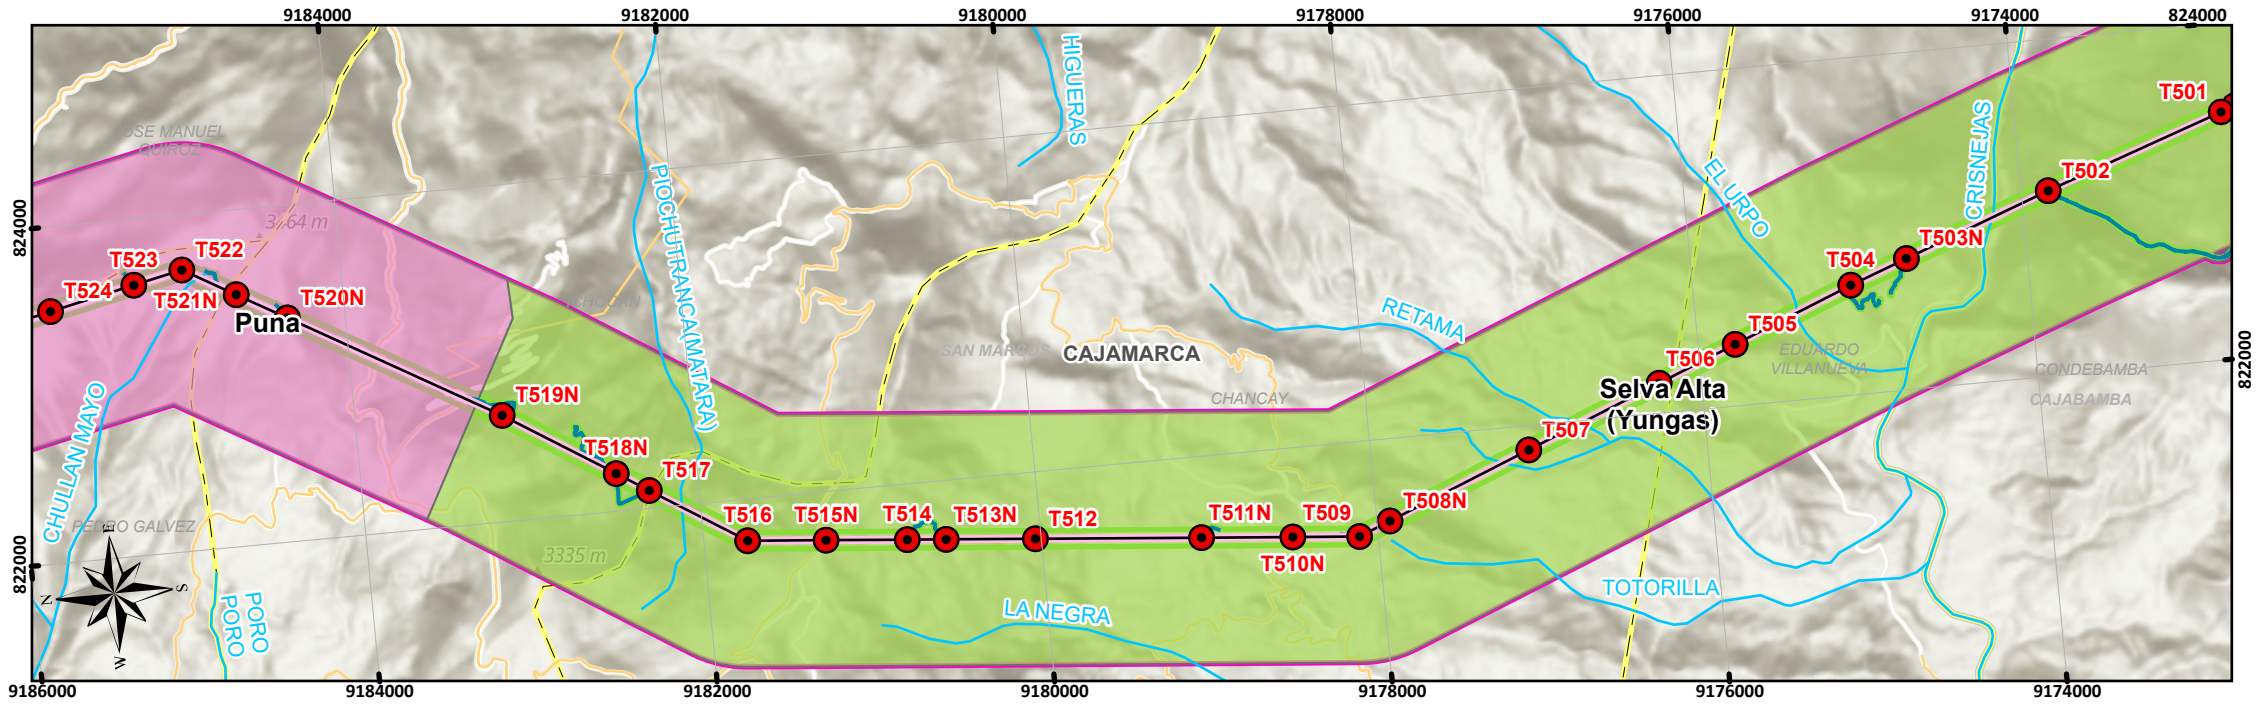 9184000
9182000
9180000
9178000
9176000
9174000
824000
HIGUERAS
T501
CRISNEJAS
JOSE MANUEL
QUIROZ
EL URPO
T502
PIOCHUTRANCA(MATARA)
824000
T503N
T522
T523
T504
T524
T521N
T520N
Puna
ICHOCAN
RETAMA
T505
SAN MARCOS
CAJAMARCA
EDUARDO
VILLANUEVA
T506
CONDEBAMBA
822000
CHANCAY
Selva Alta
(Yungas)
CAJABAMBA
T519N
CHULLAN MAYO
T518N
T507
T517
T516
T515N
T514
T513N
T512
T511N
T509
T508N
T510N
PEDRO GALVEZ
3335 m
822000
E
N
S
W
PORO
PORO
LA NEGRA
TOTORILLA
9186000
9184000
9182000
9180000
9178000
9176000
9174000